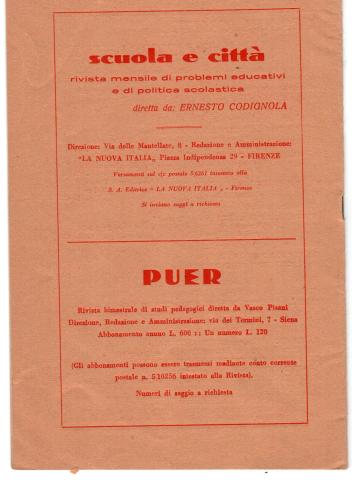 scuola e città
rivista mensile di problemi educativi
e di politica scolastica
diretta da: ERNESTO CODIGNOLA
Direzione: Via delle Mantellate, 8 - Redazione e Amministrazione:
"LA NUOVA ITALIA„ Piazza Indipendenza 29 - FIRENZE
Versamenti sul c/c postale 5/6261 intestato alla
S. A. Editrice "LA NUOVA ITALIA„ - Firenze
Si inviano saggi a richiesta
PUER
Rivista bimestrale di studi pedagogici diretta da Vasco Pisani
Direzione, Redazione e Amministrazione: via dei Termini, 7 - Siena
Abbonamento annuo L. 600 :: Un numero L. 120
(Gli abbonamenti possono essere trasmessi mediante conto corrente
postale n. 510256 intestato alla Rivista).
Numeri di saggio a richiesta